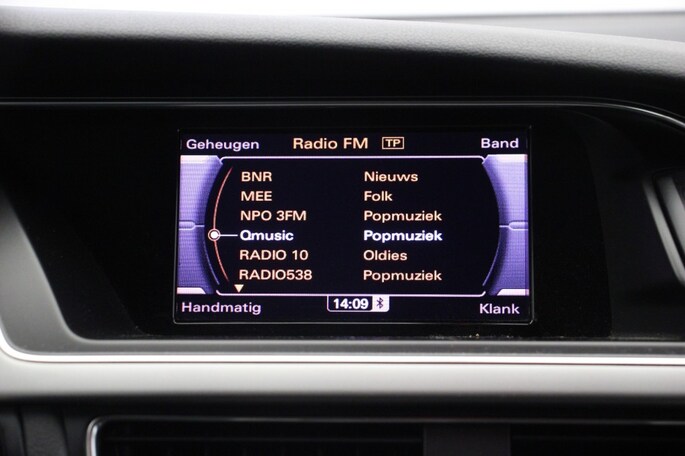 Geheugen Radio FM TP Band
BNR Nieuws
MEE Folk
NPO 3FM Popmuziek
Qmusic Popmuziek
RADIO 10 Oldies
RADIO538 Popmuziek
Handmatig 14:09 Klank